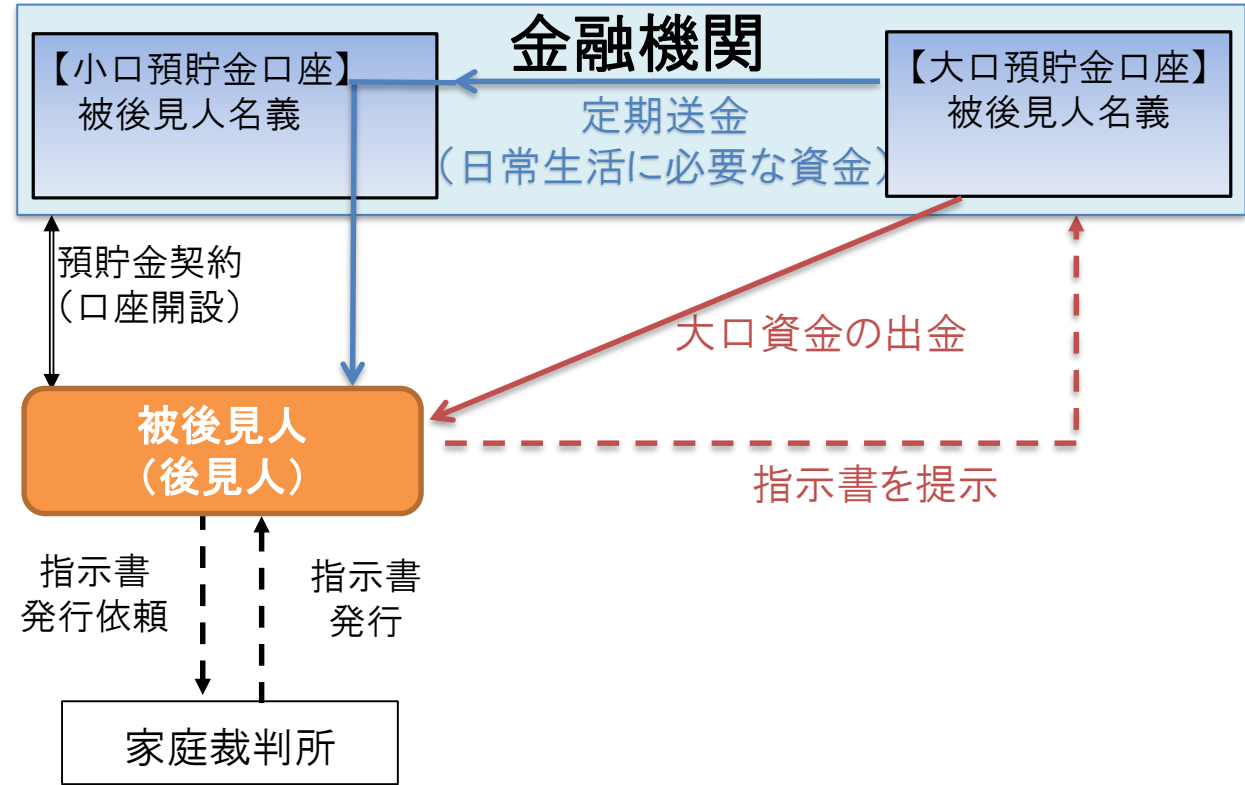 金融機関
【小口預貯金口座】
被後見人名義
【大口預貯金口座】
被後見人名義
定期送金
（日常生活に必要な資金）
預貯金契約
（口座開設）
大口資金の出金
被後見人
（後見人）
指示書を提示
指示書
発行依頼
指示書
発行
家庭裁判所